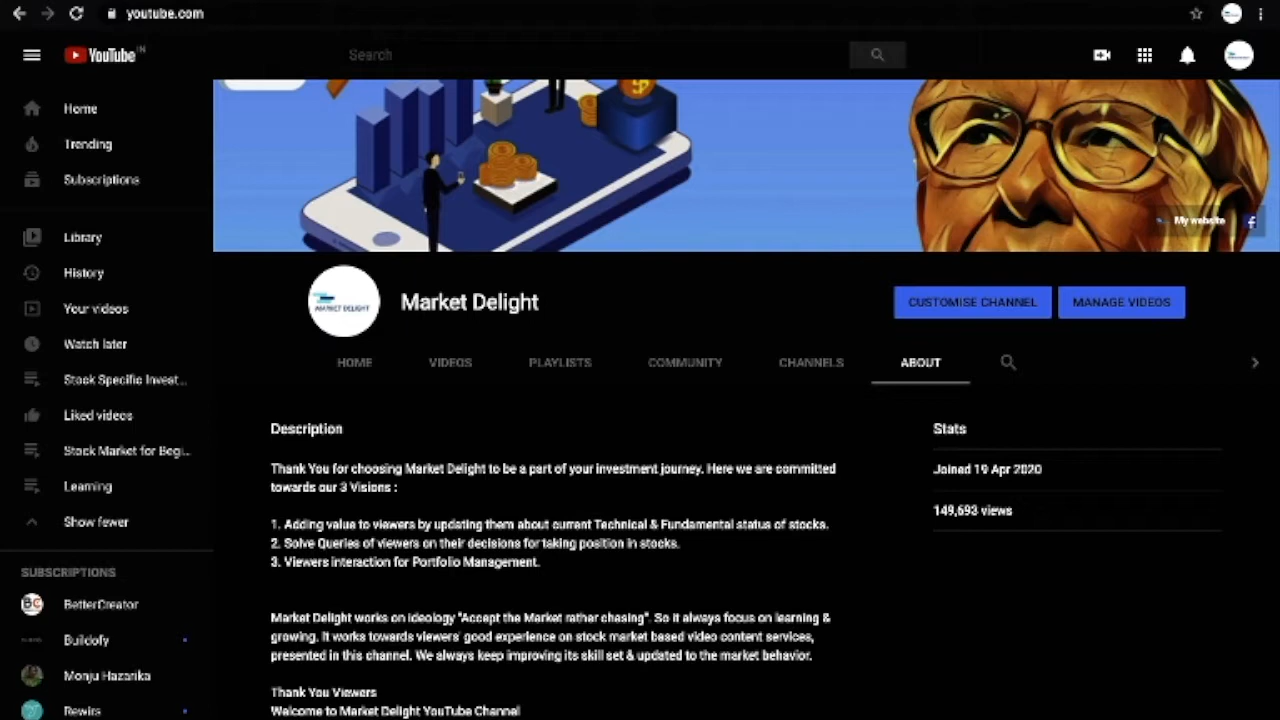 youtube.com
YouTube IN
Search
Home
Trending
Subscriptions
Library
History
Your videos
Watch later
Stock Specific Invest...
Liked videos
Stock Market for Begi...
Learning
Show fewer
SUBSCRIPTIONS
BetterCreator
Buildofy
Monju Hazarika
Rewirs
My website
MARKET DELIGHT
Market Delight
CUSTOMISE CHANNEL
MANAGE VIDEOS
HOME
VIDEOS
PLAYLISTS
COMMUNITY
CHANNELS
ABOUT
Description
Thank You for choosing Market Delight to be a part of your investment journey. Here we are committed
towards our 3 Visions :
1. Adding value to viewers by updating them about current Technical & Fundamental status of stocks.
2. Solve Queries of viewers on their decisions for taking position in stocks.
3. Viewers interaction for Portfolio Management.
Market Delight works on ideology "Accept the Market rather chasing". So it always focus on learning &
growing. It works towards viewers' good experience on stock market based video content services,
presented in this channel. We always keep improving its skill set & updated to the market behavior.
Thank You Viewers
Welcome to Market Delight YouTube Channel
Stats
Joined 19 Apr 2020
149,693 views